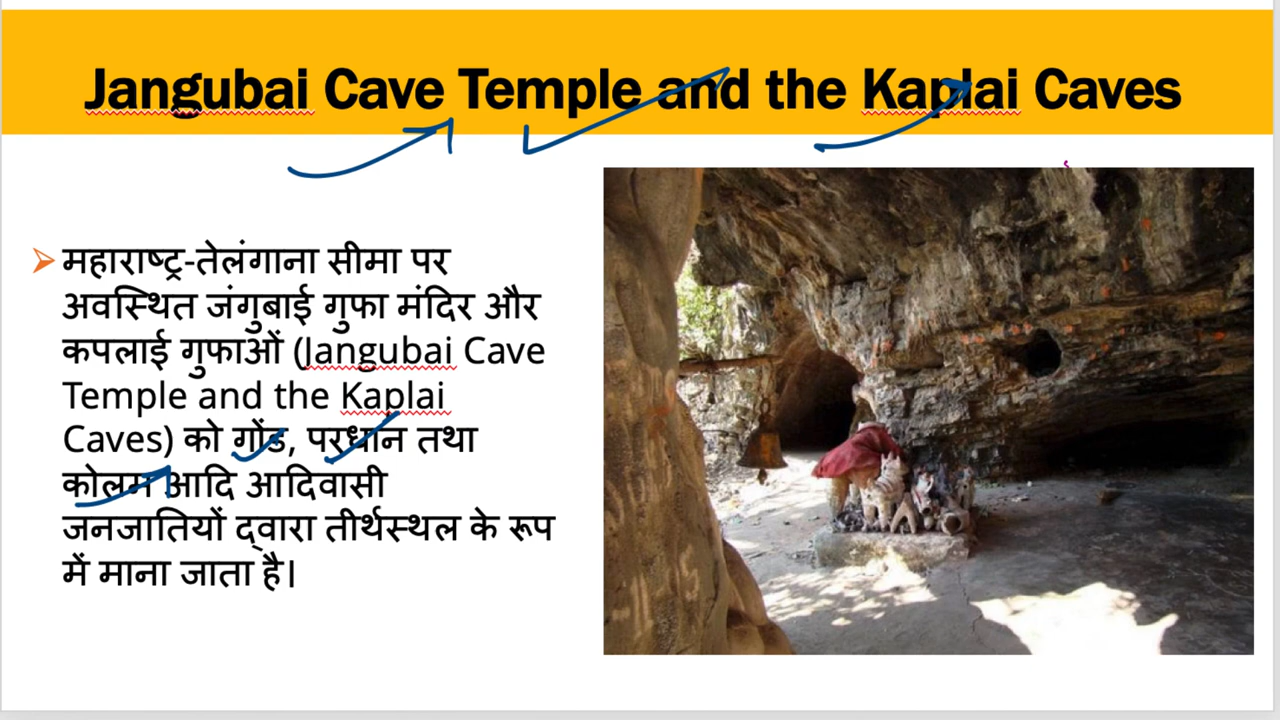 Jangubai Cave Temple and the Kaplai Caves
महाराष्ट्र-तेलंगाना सीमा पर
अवस्थित जंगुबाई गुफा मंदिर और
कपलाई गुफाओं (Jangubai Cave
Temple and the Kaplai
Caves) को गोंड, परधान तथा
कोलम आदि आदिवासी
जनजातियों द्वारा तीर्थस्थल के रूप
में माना जाता है।